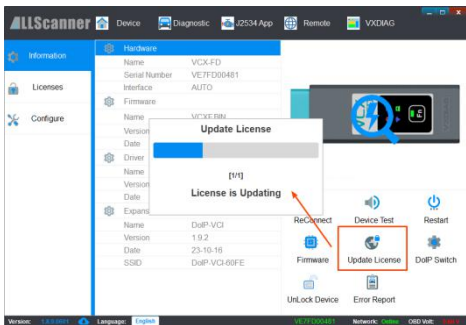 ALLScanner
Device
Diagnostic
J2534 App
Remote
VXDIAG
Information
Licenses
Configure
Hardware
Name VCX-FD
Serial Number VE7FD00481
Interface AUTO
Firmware
Name VCXFBIN
Version
Date
Driver
Name
Version
Date
Expans
Name DoIP-VCI
Version 1.9.2
Date 23-10-16
SSID DoIP-VCI-60FE
Update License
[1/1]
License is Updating
ReConnect
Device Test
Restart
Firmware
Update License
DoIP Switch
UnLock Device
Error Report
Version:
Language: English
VE7FD00481
Network: Online
OBD Volt: